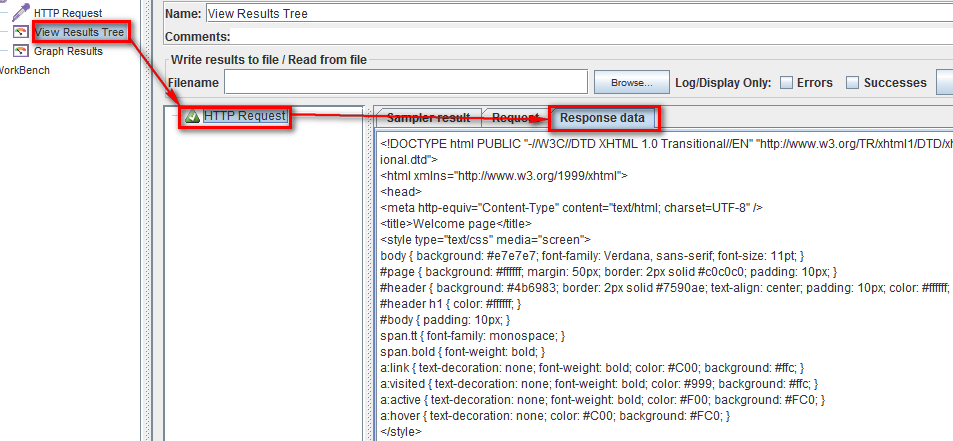 HTTP Request
View Results Tree
Graph Results
WorkBench
Name: View Results Tree
Comments:
Write results to file / Read from file
Filename Browse... Log/Display Only: Errors Successes
HTTP Request
Sampler result Request Response data
<!DOCTYPE html PUBLIC "-//W3C//DTD XHTML 1.0 Transitional//EN" "http://www.w3.org/TR/xhtml1/DTD/xh
ional.dtd">
<html xmlns="http://www.w3.org/1999/xhtml">
<head>
<meta http-equiv="Content-Type" content="text/html; charset=UTF-8" />
<title>Welcome page</title>
<style type="text/css" media="screen">
body { background: #e7e7e7; font-family: Verdana, sans-serif; font-size: 11pt; }
#page { background: #ffffff; margin: 50px; border: 2px solid #c0c0c0; padding: 10px; }
#header { background: #4b6983; border: 2px solid #7590ae; text-align: center; padding: 10px; color: #ffffff;
#header h1 { color: #ffffff; }
#body { padding: 10px; }
span.tt { font-family: monospace; }
span.bold { font-weight: bold; }
a:link { text-decoration: none; font-weight: bold; color: #C00; background: #ffc; }
a:visited { text-decoration: none; font-weight: bold; color: #999; background: #ffc; }
a:active { text-decoration: none; font-weight: bold; color: #F00; background: #FC0; }
a:hover { text-decoration: none; color: #C00; background: #FC0; }
</style>